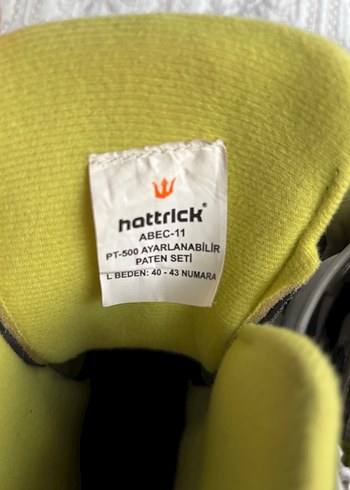 hattrick®
ABEC-11
PT-500 AYARLANABİLİR
PATEN SETİ
L BEDEN: 40 - 43 NUMARA